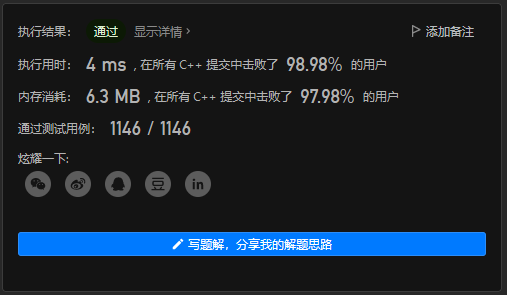 执行结果： 通过 显示详情 > 添加备注
执行用时： 4 ms ，在所有 C++ 提交中击败了 98.98% 的用户
内存消耗： 6.3 MB ，在所有 C++ 提交中击败了 97.98% 的用户
通过测试用例： 1146 / 1146
炫耀一下:
豆 in
写题解，分享我的解题思路